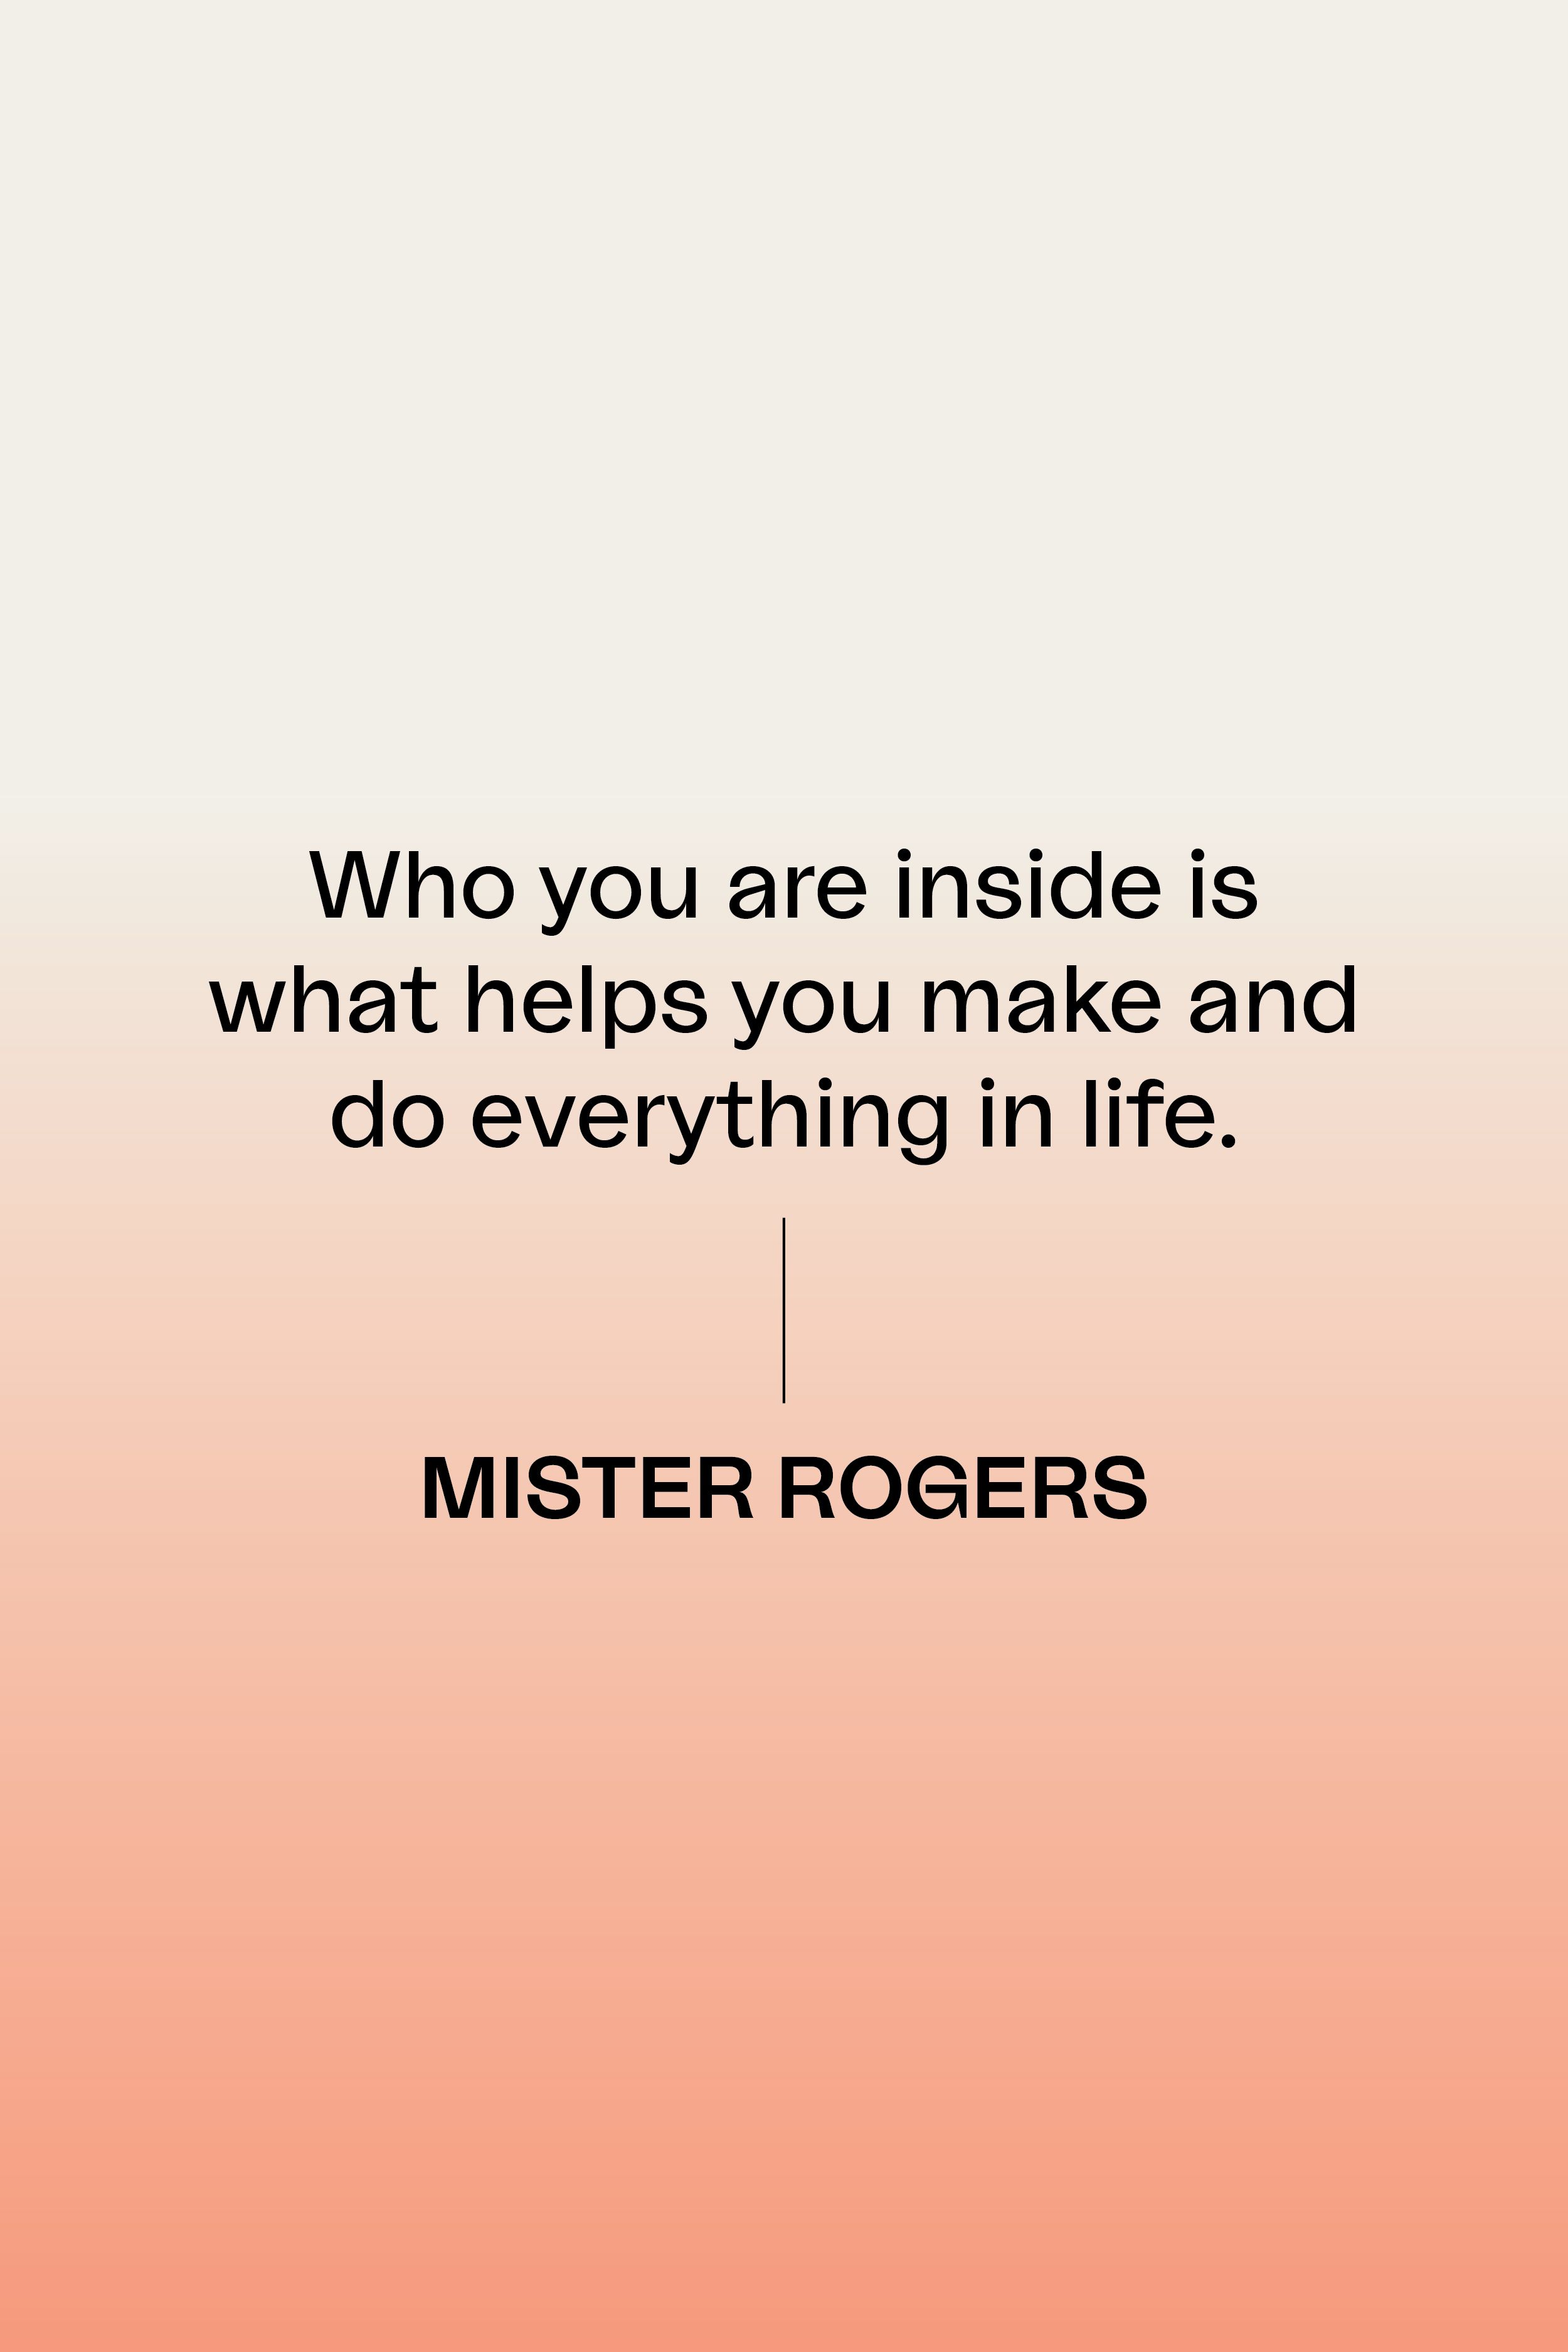 Who you are inside is
what helps you make and
do everything in life.
MISTER ROGERS